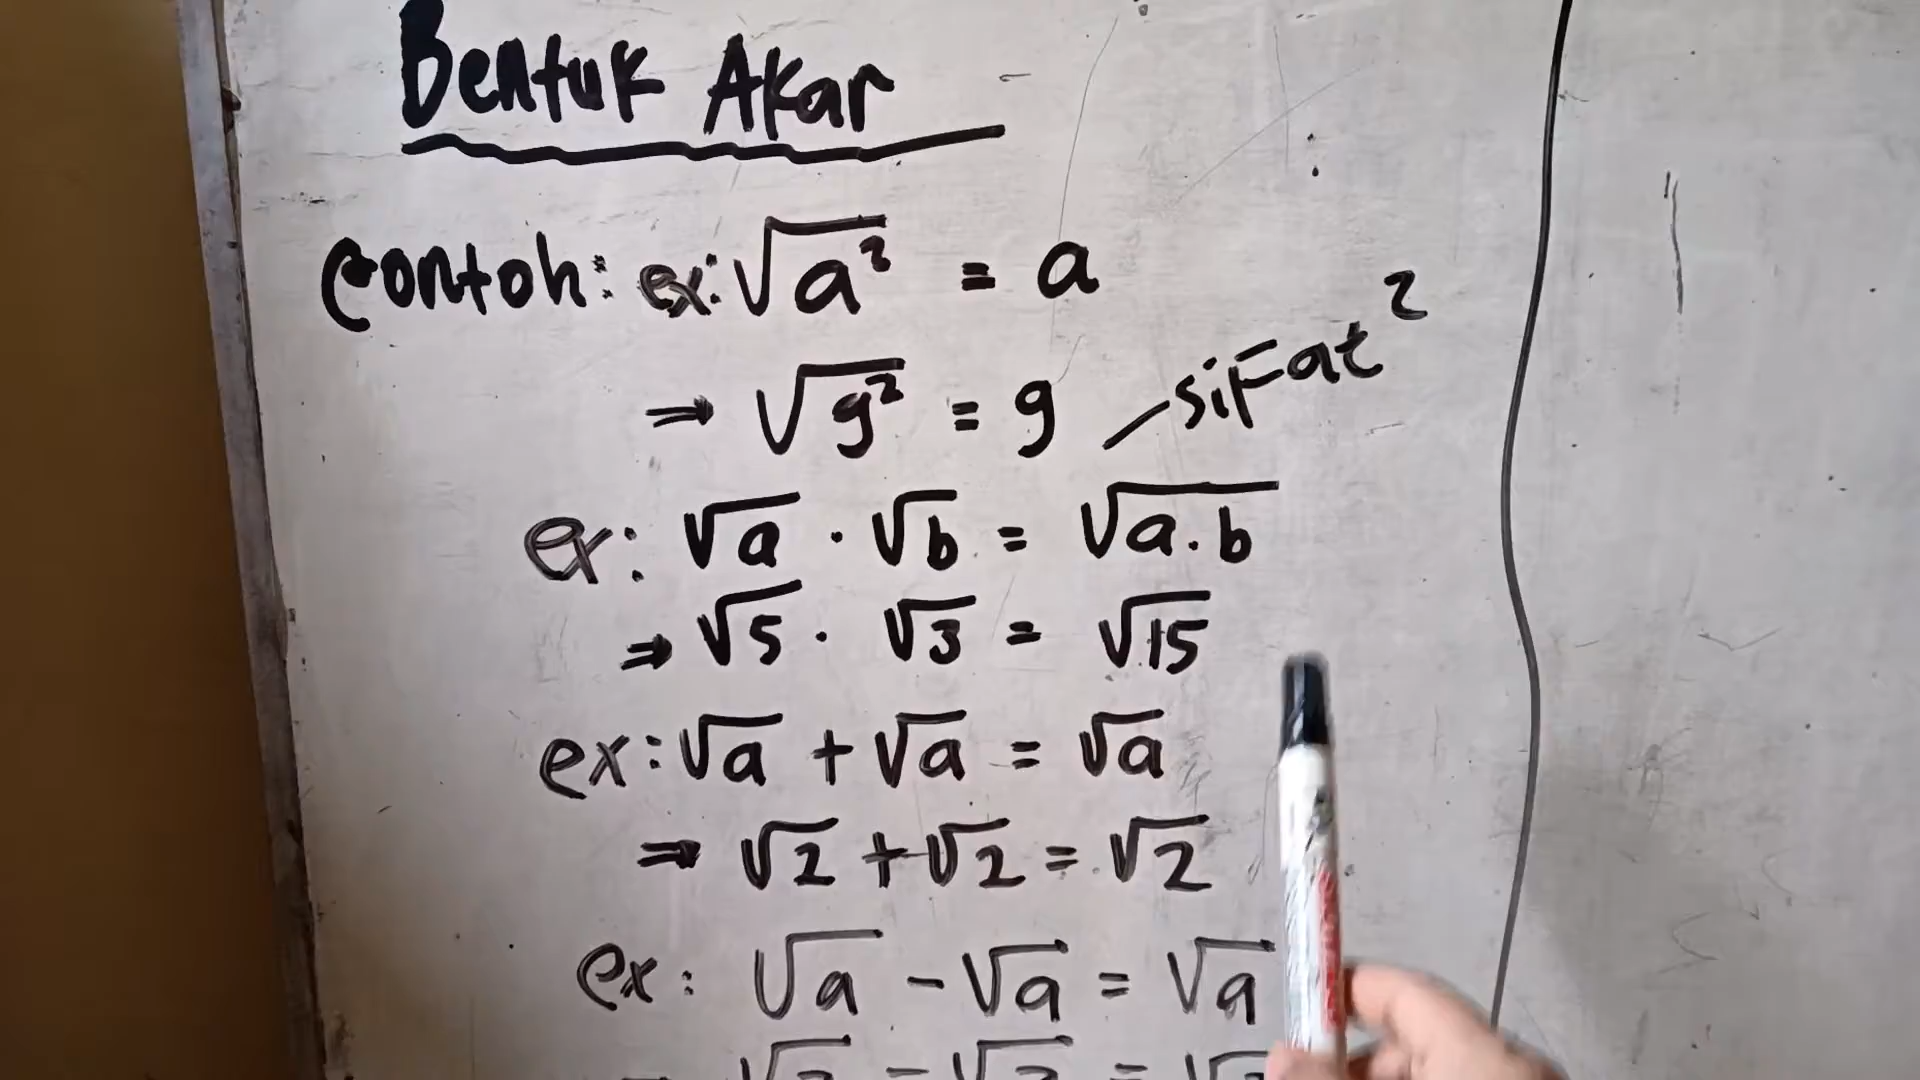 Bentuk Akar
Contoh: ex: √a² = a
⇒ √9² = 9
sifat²
ex: √a . √b = √a.b
⇒ √5 . √3 = √15
ex: √a + √a = √a
⇒ √2 + √2 = √2
ex: √a - √a = √a